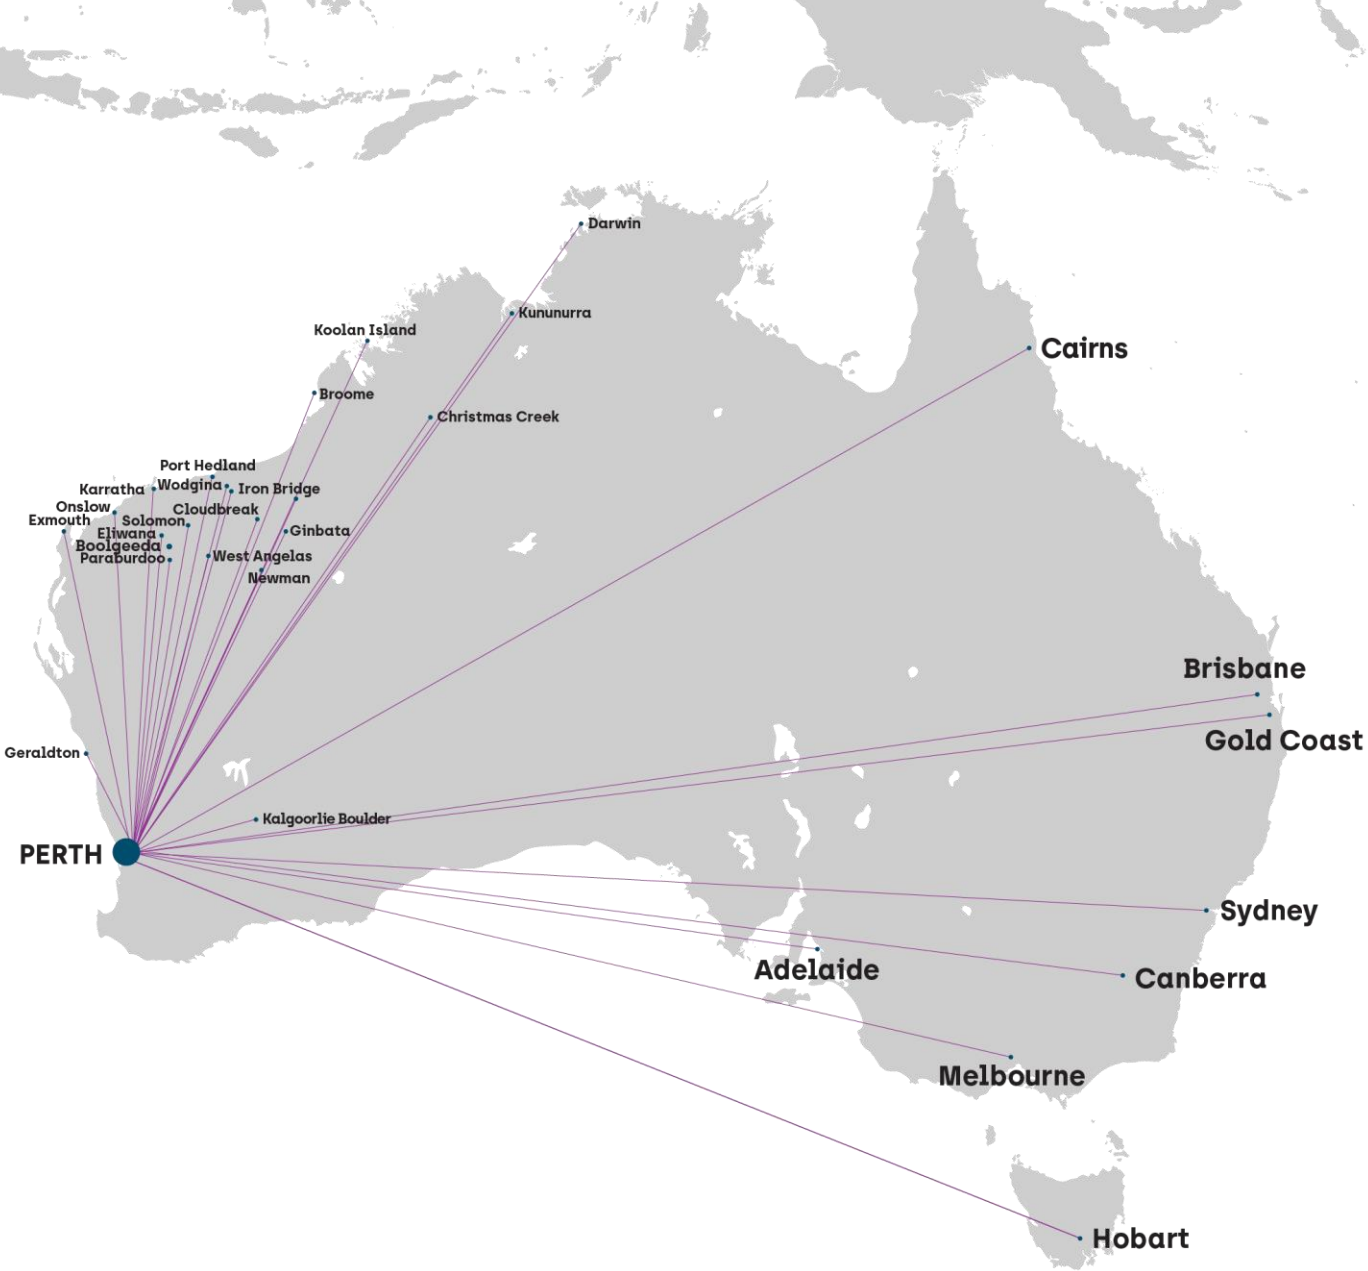 Darwin
Kununurra
Koolan Island
Cairns
Broome
Christmas Creek
Port Hedland
Karratha
Wodgina
Iron Bridge
Onslow
Cloudbreak
Exmouth
Solomon
Eliwana
Ginbata
Boolgeeda
Paraburdoo
West Angelas
Newman
Brisbane
Gold Coast
Geraldton
Kalgoorlie Boulder
PERTH
Sydney
Adelaide
Canberra
Melbourne
Hobart